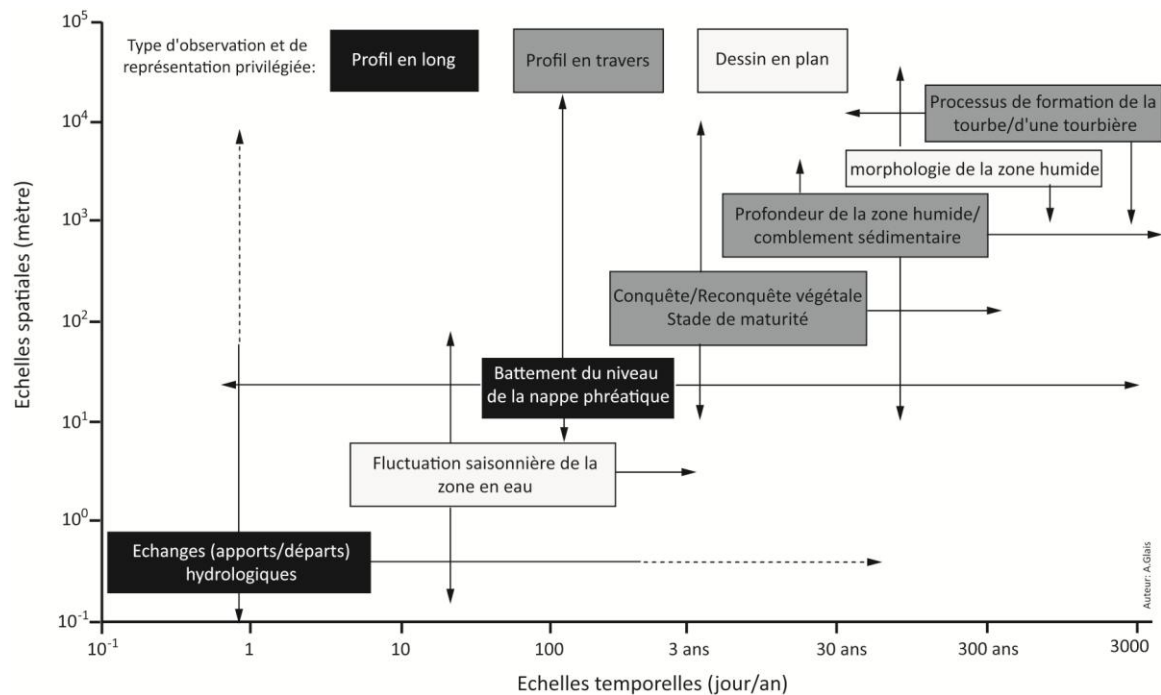 Type d'observation et de
représentation privilégiée:
Profil en long
Profil en travers
Dessin en plan
Processus de formation de la
tourbe/d'une tourbière
morphologie de la zone humide
Profondeur de la zone humide/
comblement sédimentaire
Conquête/Reconquête végétale
Stade de maturité
Battement du niveau
de la nappe phréatique
Fluctuation saisonnière de la
zone en eau
Echanges (apports/départs)
hydrologiques
Echelles spatiales (mètre)
10⁵
10⁴
10³
10²
10¹
10⁰
10⁻¹
10⁻¹
1
10
100
3 ans
30 ans
300 ans
3000
Echelles temporelles (jour/an)
Auteur: A.Glais